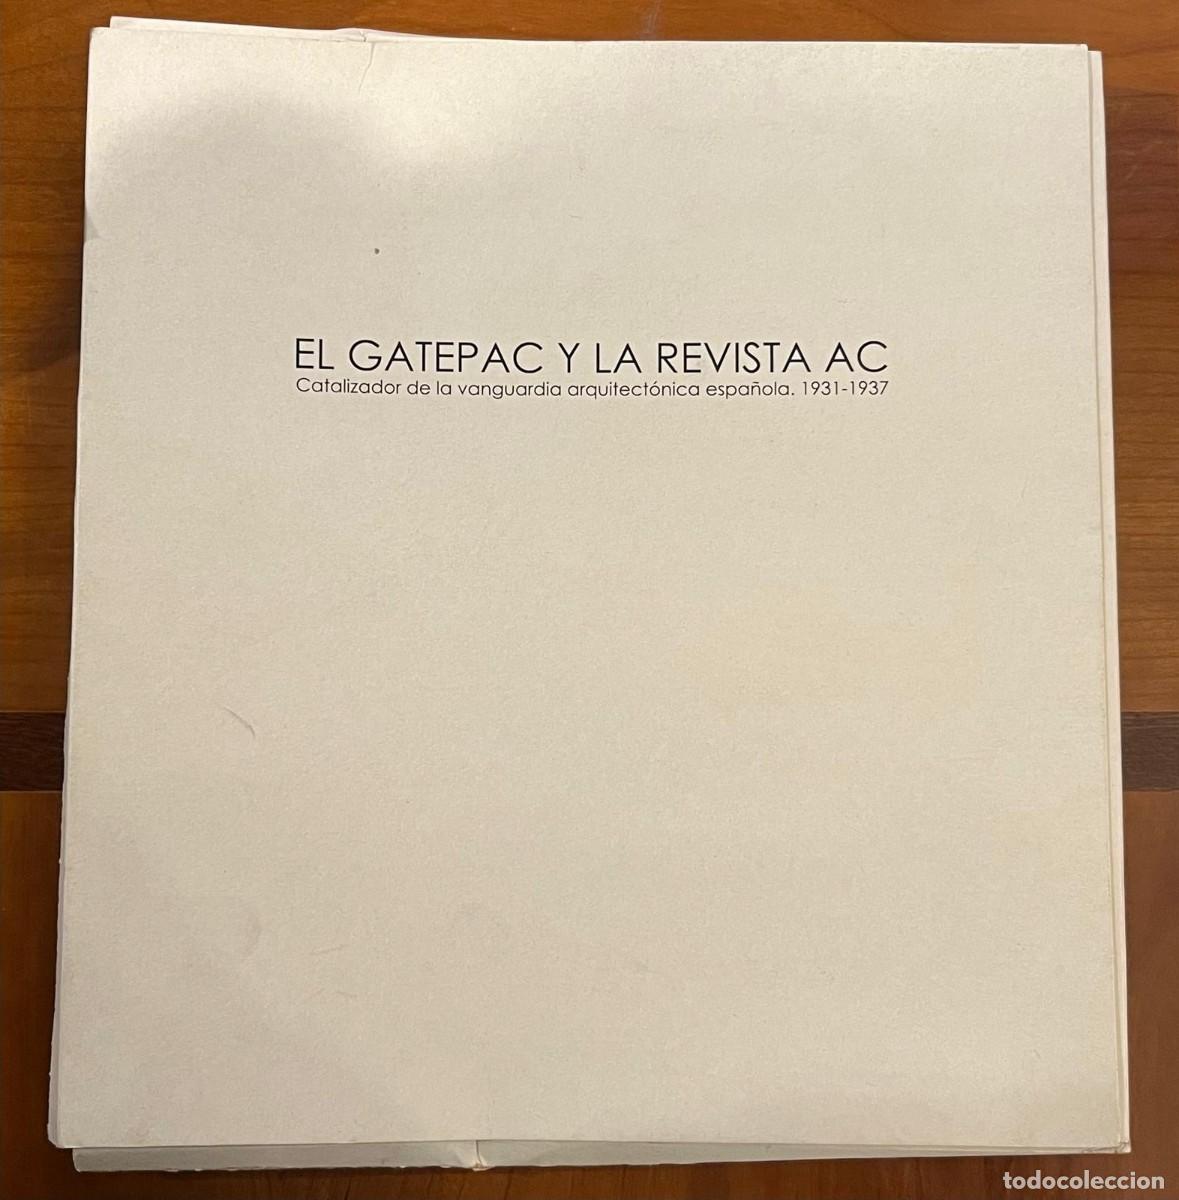 EL GATEPAC Y LA REVISTA AC
Catalizador de la vanguardia arquitectónica española. 1931-1937
todocoleccion